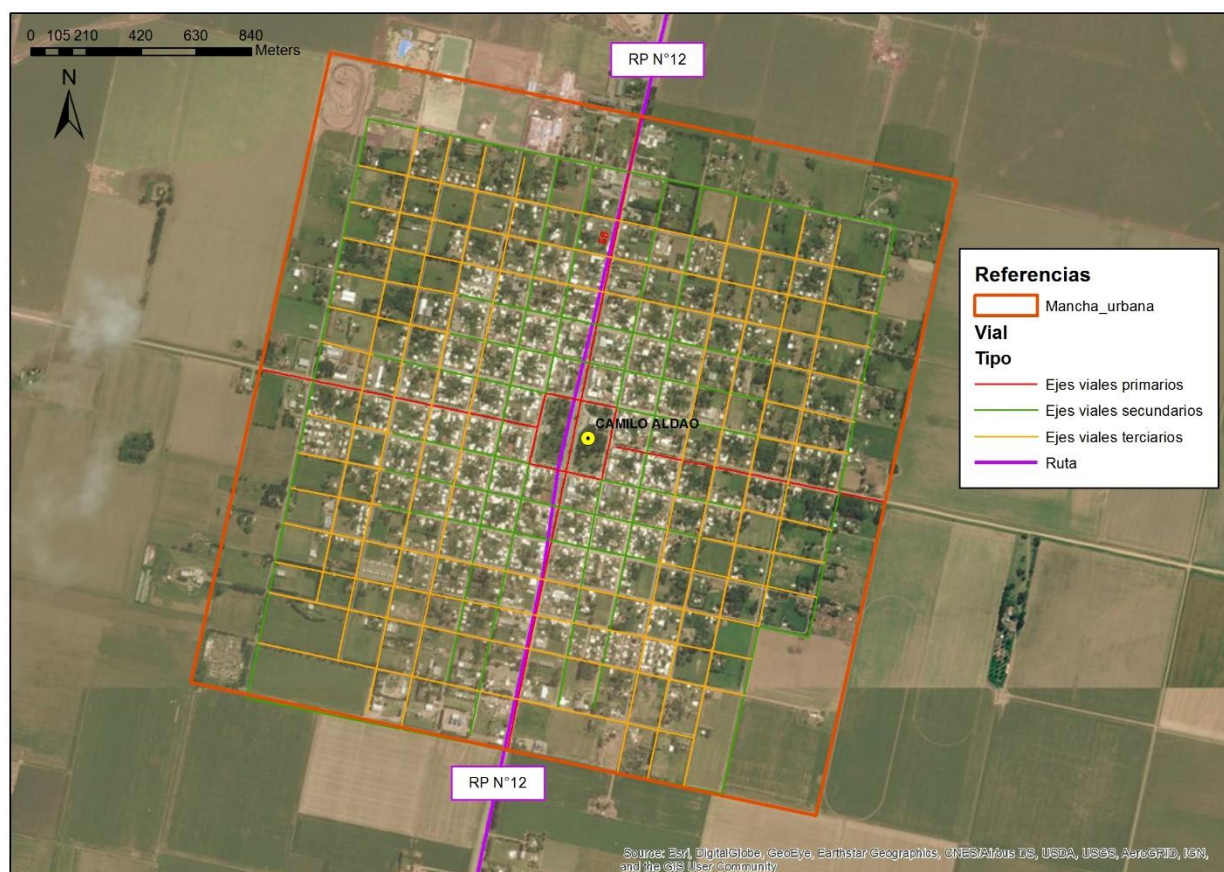 0 105 210 420 630 840
Meters
N
RP N°12
58
CAMILO ALDAO
Referencias
Mancha_urbana
Vial
Tipo
Ejes viales primarios
Ejes viales secundarios
Ejes viales terciarios
Ruta
RP N°12
Source: Esri, DigitalGlobe, GeoEye, Earthstar Geographics, CNES/Airbus DS, USDA, USGS, AeroGRID, IGN,
and the GIS User Community